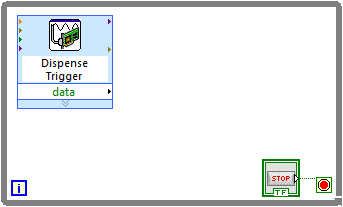 Dispense
Trigger
data
STOP
TF
i